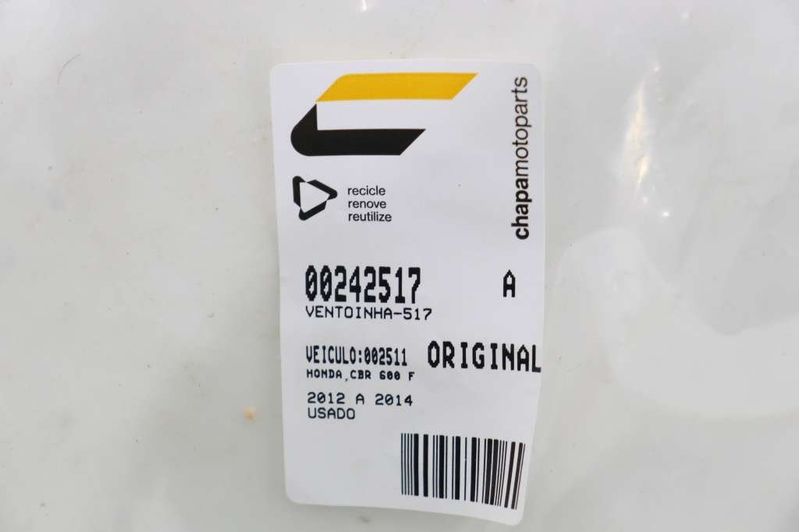 chapamotoparts
recicle
renove
reutilize
00242517 A
VENTOINHA-517
VEICULO:002511 ORIGINAL
HONDA,CBR 600 F
2012 A 2014
USADO